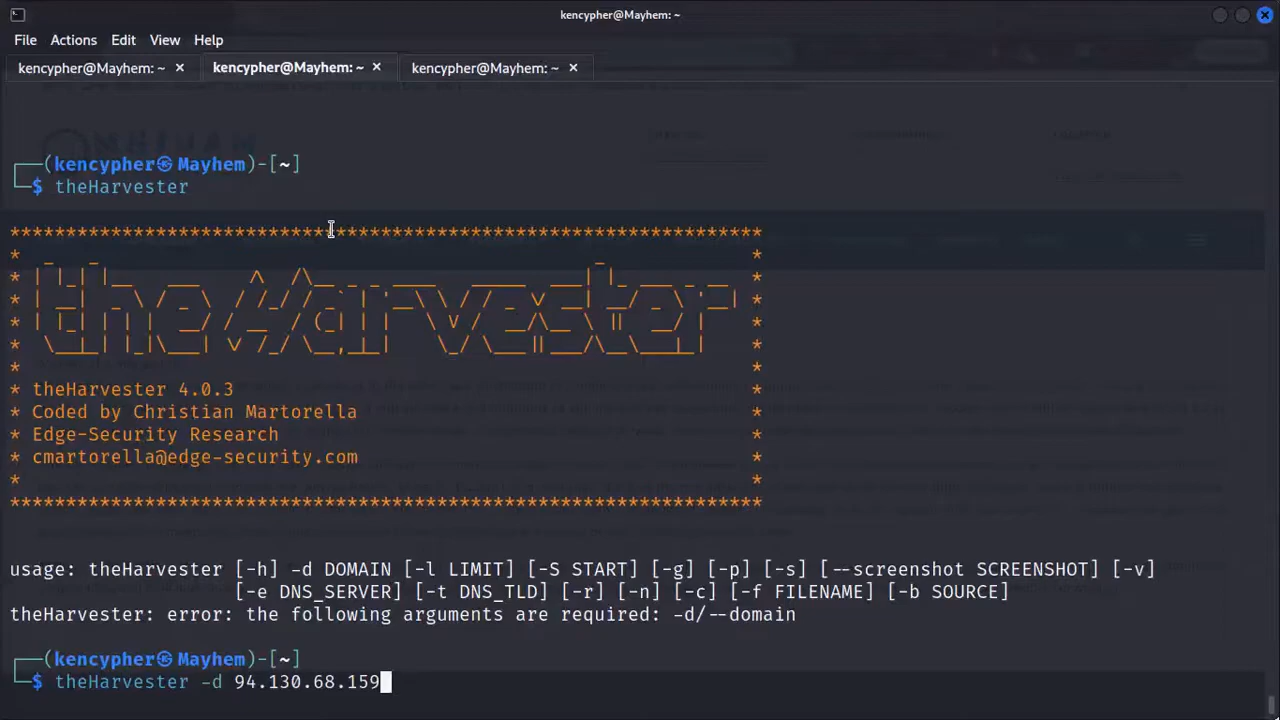 kencypher@Mayhem: ~
File Actions Edit View Help
kencypher@Mayhem: ~ × kencypher@Mayhem: ~ × kencypher@Mayhem: ~ ×
┌──(kencypher㉿Mayhem)-[~]
└─$ theHarvester
*******************************************************************
theHarvester
* theHarvester 4.0.3 *
* Coded by Christian Martorella *
* Edge-Security Research *
* cmartorella@edge-security.com *
* *
*******************************************************************
usage: theHarvester [-h] -d DOMAIN [-l LIMIT] [-S START] [-g] [-p] [-s] [--screenshot SCREENSHOT] [-v]
[-e DNS_SERVER] [-t DNS_TLD] [-r] [-n] [-c] [-f FILENAME] [-b SOURCE]
theHarvester: error: the following arguments are required: -d/--domain
┌──(kencypher㉿Mayhem)-[~]
└─$ theHarvester -d 94.130.68.159